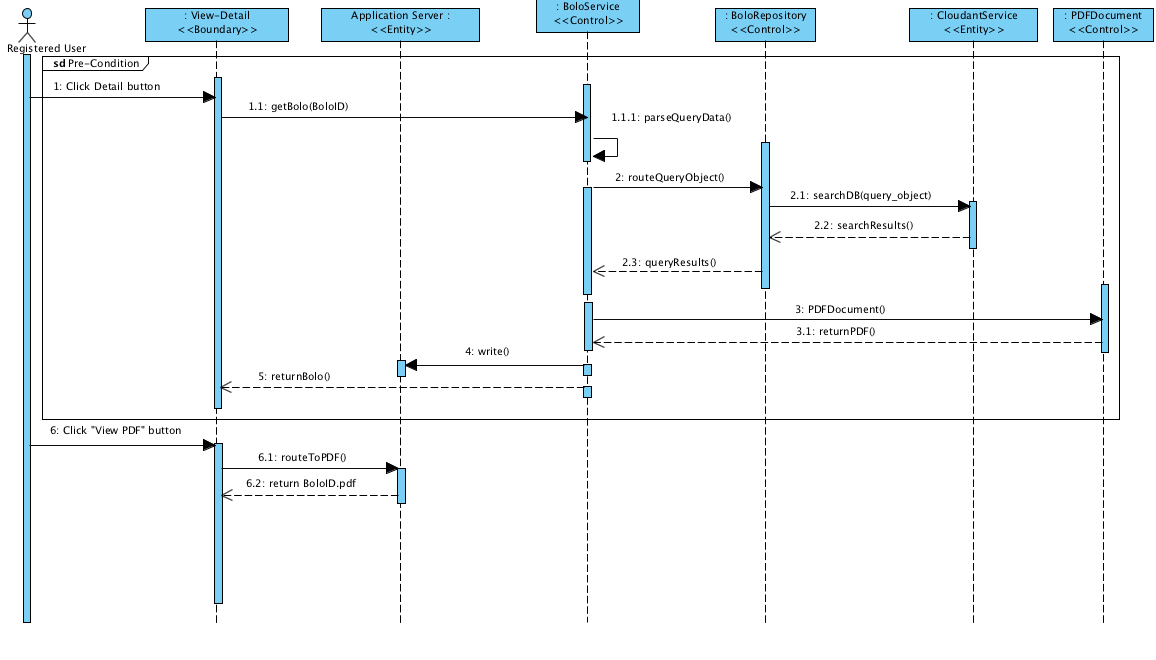 : View-Detail
<<Boundary>>
Application Server :
<<Entity>>
: BoloService
<<Control>>
: BoloRepository
<<Control>>
: CloudantService
<<Entity>>
: PDFDocument
<<Control>>
Registered User
sd Pre-Condition
1: Click Detail button
1.1: getBolo(BoloID)
1.1.1: parseQueryData()
2: routeQueryObject()
2.1: searchDB(query_object)
2.2: searchResults()
2.3: queryResults()
3: PDFDocument()
3.1: returnPDF()
4: write()
5: returnBolo()
6: Click "View PDF" button
6.1: routeToPDF()
6.2: return BoloID.pdf